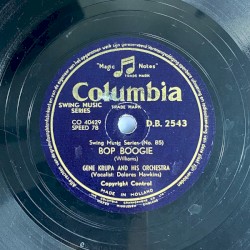 "Magic Notes"
TRADE MARK
Columbia
TRADE MARK
SWING MUSIC
SERIES
CO 40429
SPEED 78
D.B. 2543
Swing Music Series-(No. 85)
BOP BOOGIE
(Williams)
GENE KRUPA AND HIS ORCHESTRA
(Vocalist: Dolores Hawkins)
Copyright Control
MADE IN HOLLAND